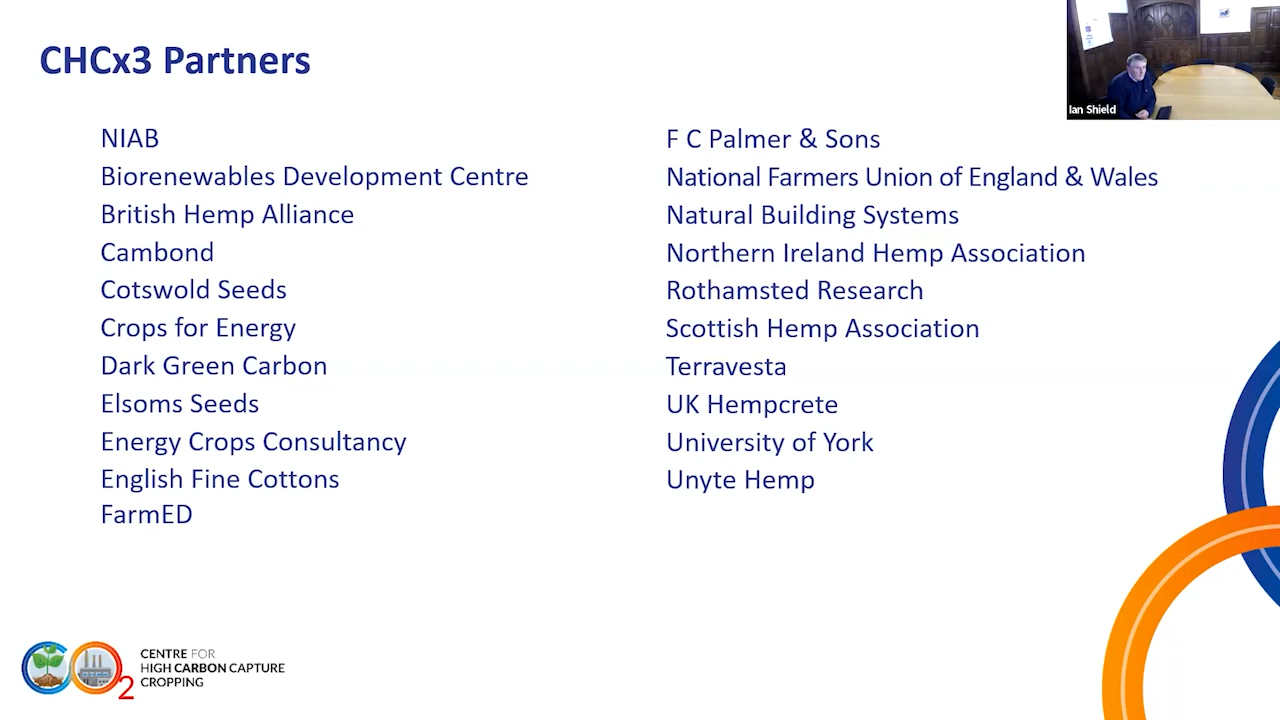 CHCx3 Partners
Ian Shield
NIAB
Biorenewables Development Centre
British Hemp Alliance
Cambond
Cotswold Seeds
Crops for Energy
Dark Green Carbon
Elsoms Seeds
Energy Crops Consultancy
English Fine Cottons
FarmED
F C Palmer & Sons
National Farmers Union of England & Wales
Natural Building Systems
Northern Ireland Hemp Association
Rothamsted Research
Scottish Hemp Association
Terravesta
UK Hempcrete
University of York
Unyte Hemp
2
CENTRE FOR
HIGH CARBON CAPTURE
CROPPING